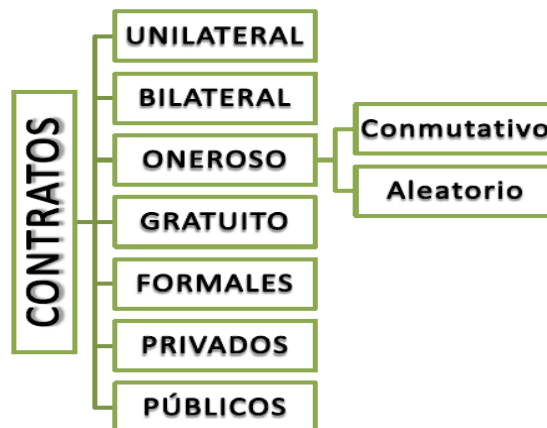 CONTRATOS
UNILATERAL
BILATERAL
ONEROSO
Conmutativo
Aleatorio
GRATUITO
FORMALES
PRIVADOS
PÚBLICOS